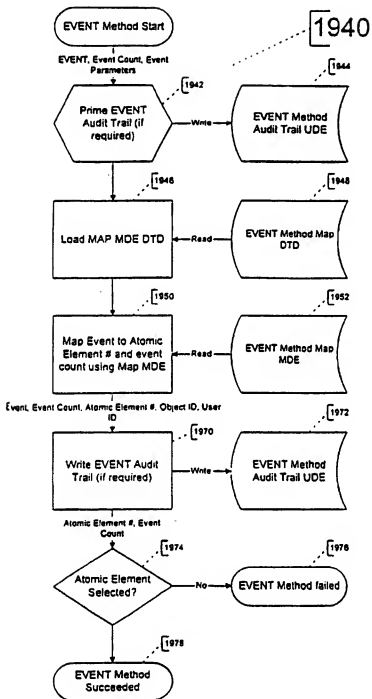 EVENT Method Start
1940
EVENT, Event Count, Event
Parameters
1942
1944
Prime EVENT
Audit Trail (if
required)
Write
EVENT Method
Audit Trail UDE
1946
1948
Load MAP MDE DTD
Read
EVENT Method Map
DTD
1950
1952
Map Event to Atomic
Element # and event
count using Map MDE
Read
EVENT Method Map
MDE
Event, Event Count, Atomic Element #, Object ID, User
ID
1970
1972
Write EVENT Audit
Trail (if required)
Write
EVENT Method
Audit Trail UDE
Atomic Element #, Event
Count
1974
1976
Atomic Element
Selected?
No
EVENT Method failed
1978
EVENT Method
Succeeded